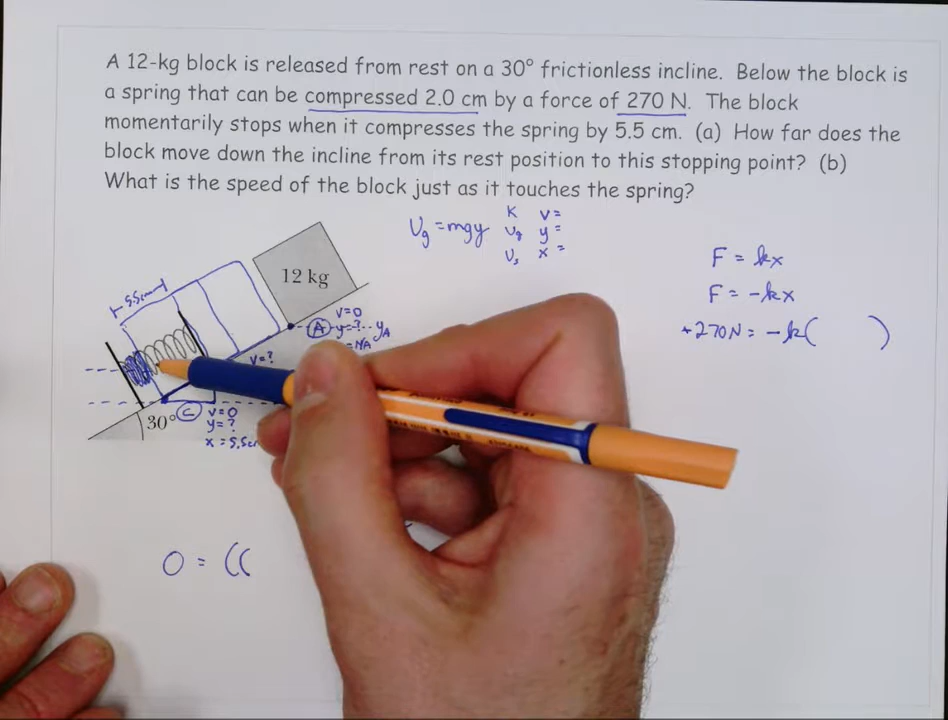 A 12-kg block is released from rest on a 30° frictionless incline. Below the block is
a spring that can be compressed 2.0 cm by a force of 270 N. The block
momentarily stops when it compresses the spring by 5.5 cm. (a) How far does the
block move down the incline from its rest position to this stopping point? (b)
What is the speed of the block just as it touches the spring?
Ug = mgy
K v =
Ug y =
Us x =
F = kx
F = -kx
+270N = -k( )
5.5cm
12 kg
A v=0
y=? yA
= NA
v=?
30° C v=0
y=?
x = 5.5c
0 = ((